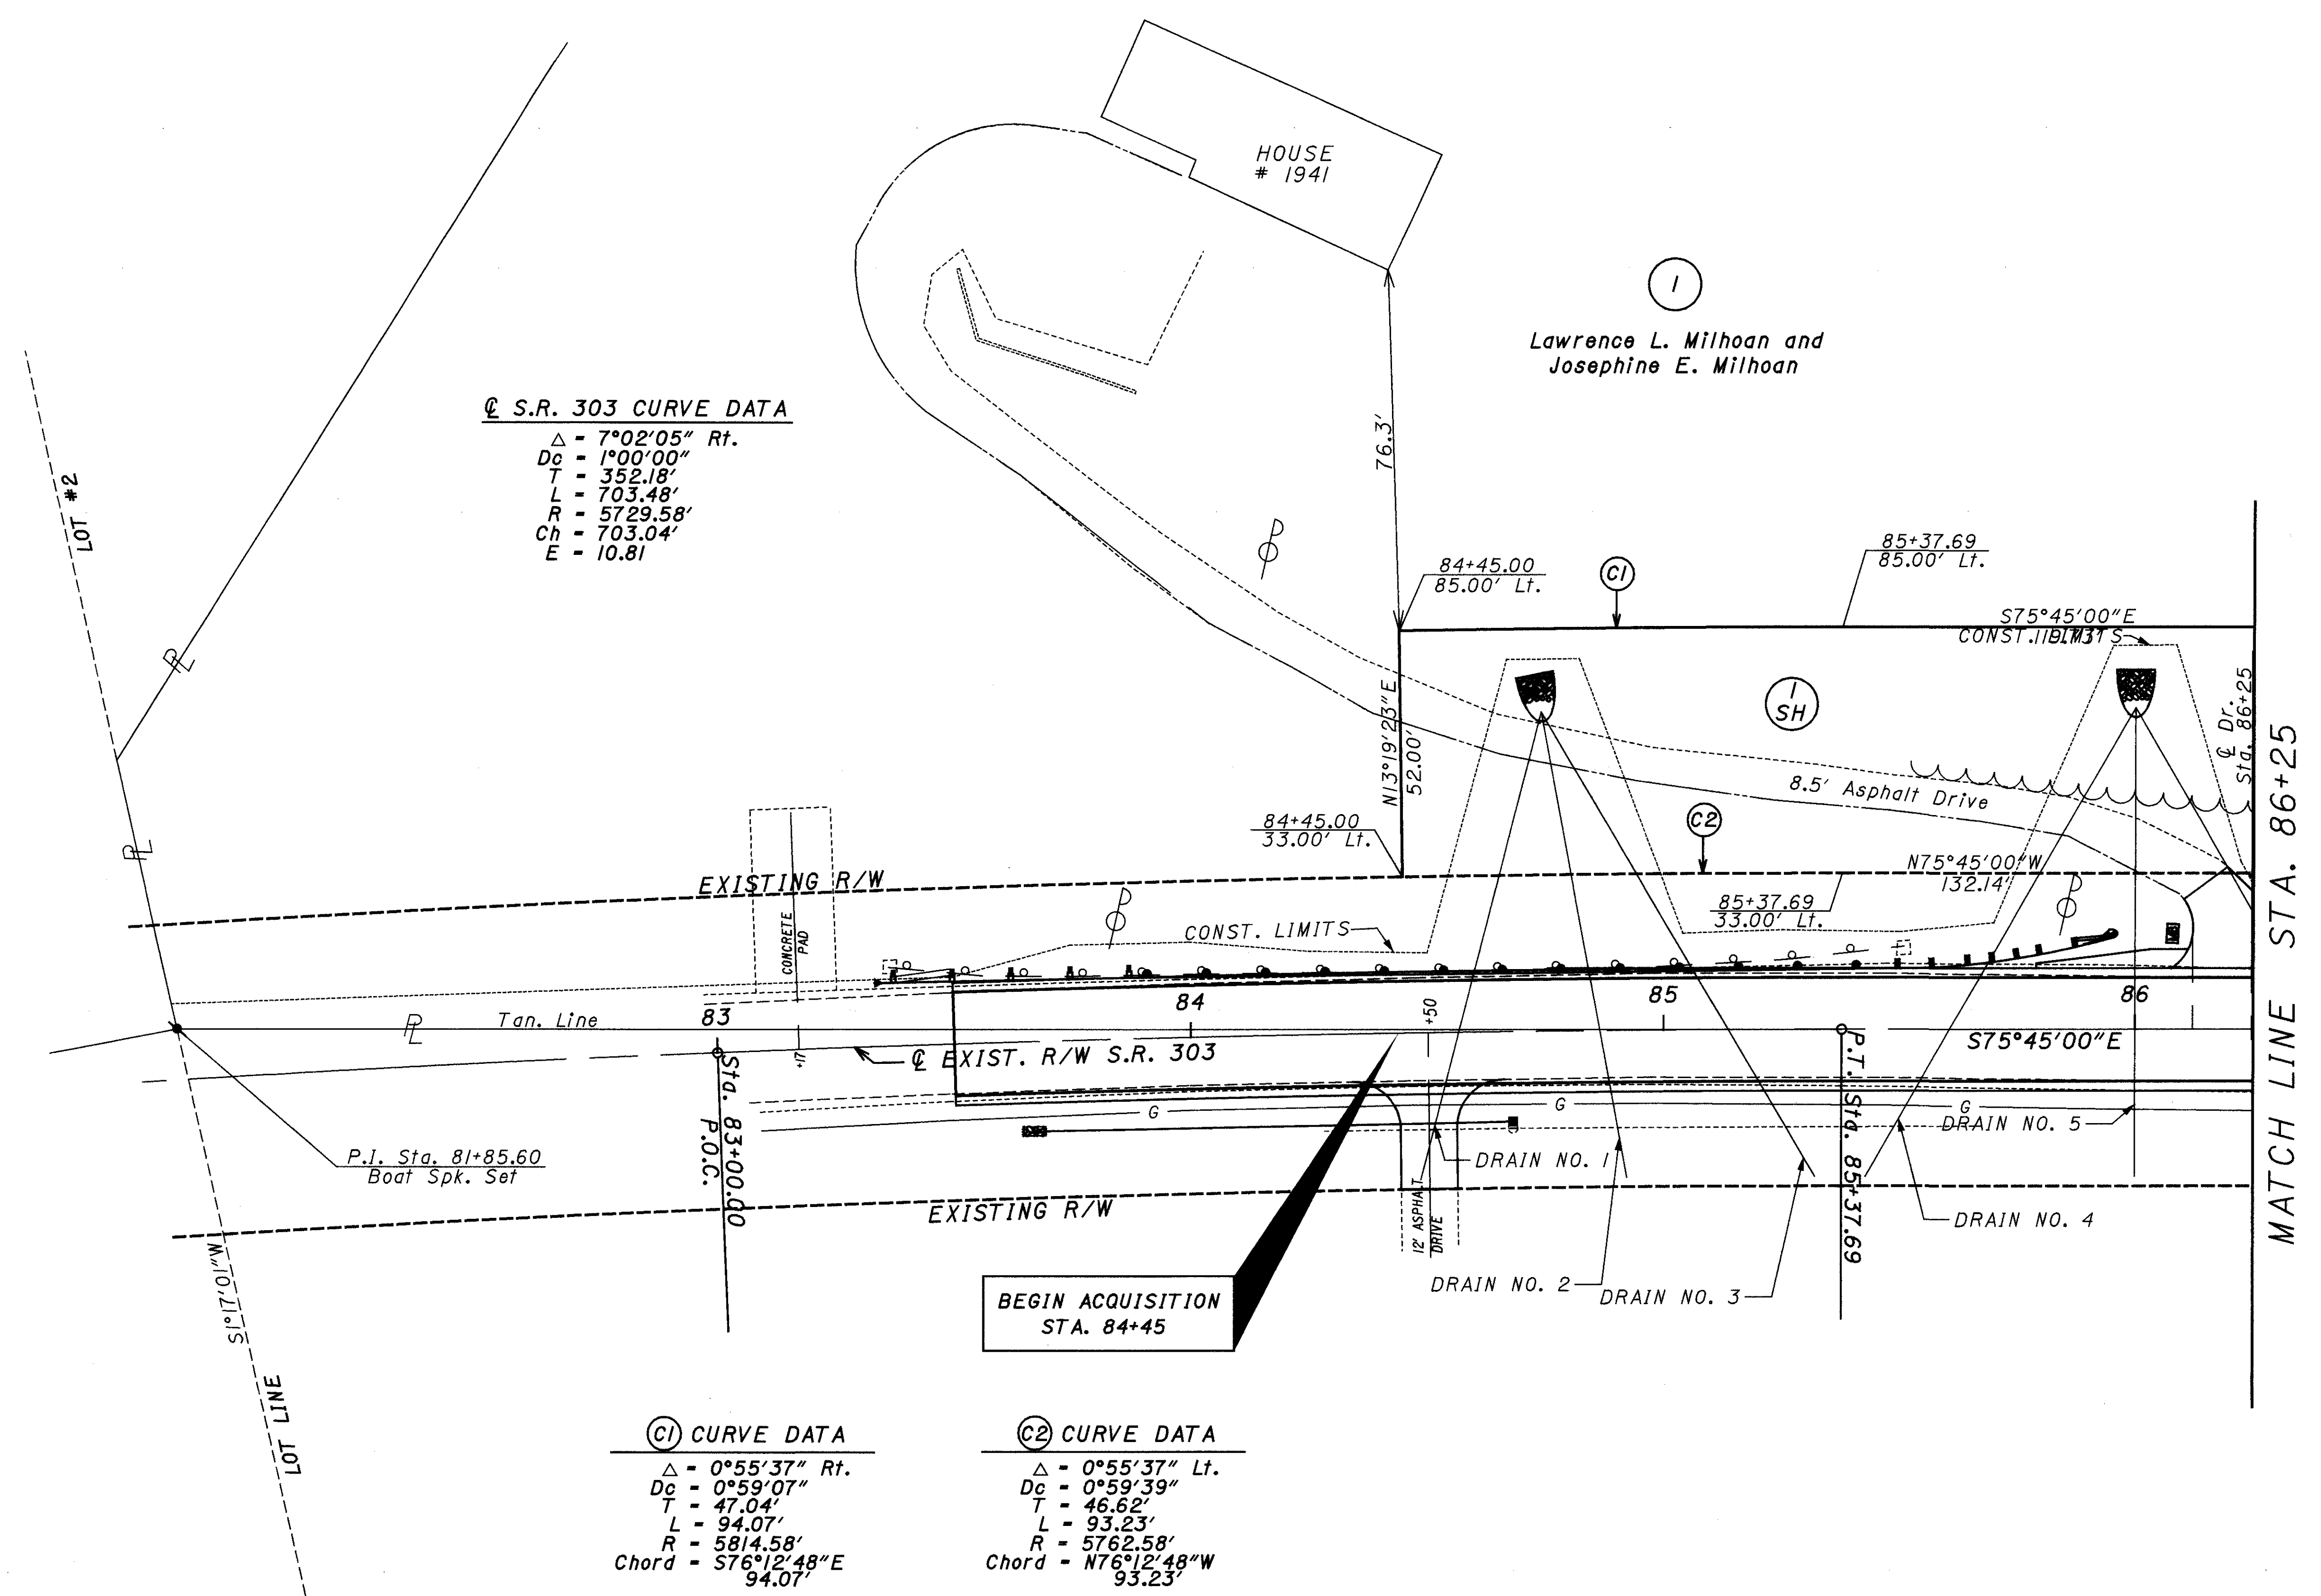 HOUSE
# 1941
1
Lawrence L. Milhoan and
Josephine E. Milhoan
℄ S.R. 303 CURVE DATA
△ = 7°02'05" Rt.
Dc = 1°00'00"
T = 352.18'
L = 703.48'
R = 5729.58'
Ch = 703.04'
E = 10.81
LOT #2
76.3'
84+45.00
85.00' Lt.
C1
85+37.69
85.00' Lt.
S75°45'00"E
119.73'
CONST. LIMITS
N13°19'23"E
52.00'
1
SH
℄ Dr.
Sta. 86+25
8.5' Asphalt Drive
84+45.00
33.00' Lt.
C2
N75°45'00"W
132.14'
85+37.69
33.00' Lt.
PL
PL
EXISTING R/W
CONCRETE
PAD
CONST. LIMITS
83
84
85
86
+50
+17
PL
Tan. Line
℄ EXIST. R/W S.R. 303
S75°45'00"E
MATCH LINE STA. 86+25
Sta. 83+00.00
P.O.C.
P.T. Sta. 85+37.69
G
G
G
P.I. Sta. 81+85.60
Boat Spk. Set
DRAIN NO. 1
DRAIN NO. 5
DRAIN NO. 4
DRAIN NO. 2
DRAIN NO. 3
12' ASPHALT
DRIVE
EXISTING R/W
S1°17'01"W
LOT LINE
BEGIN ACQUISITION
STA. 84+45
C1 CURVE DATA
△ = 0°55'37" Rt.
Dc = 0°59'07"
T = 47.04'
L = 94.07'
R = 5814.58'
Chord = S76°12'48"E
94.07'
C2 CURVE DATA
△ = 0°55'37" Lt.
Dc = 0°59'39"
T = 46.62'
L = 93.23'
R = 5762.58'
Chord = N76°12'48"W
93.23'